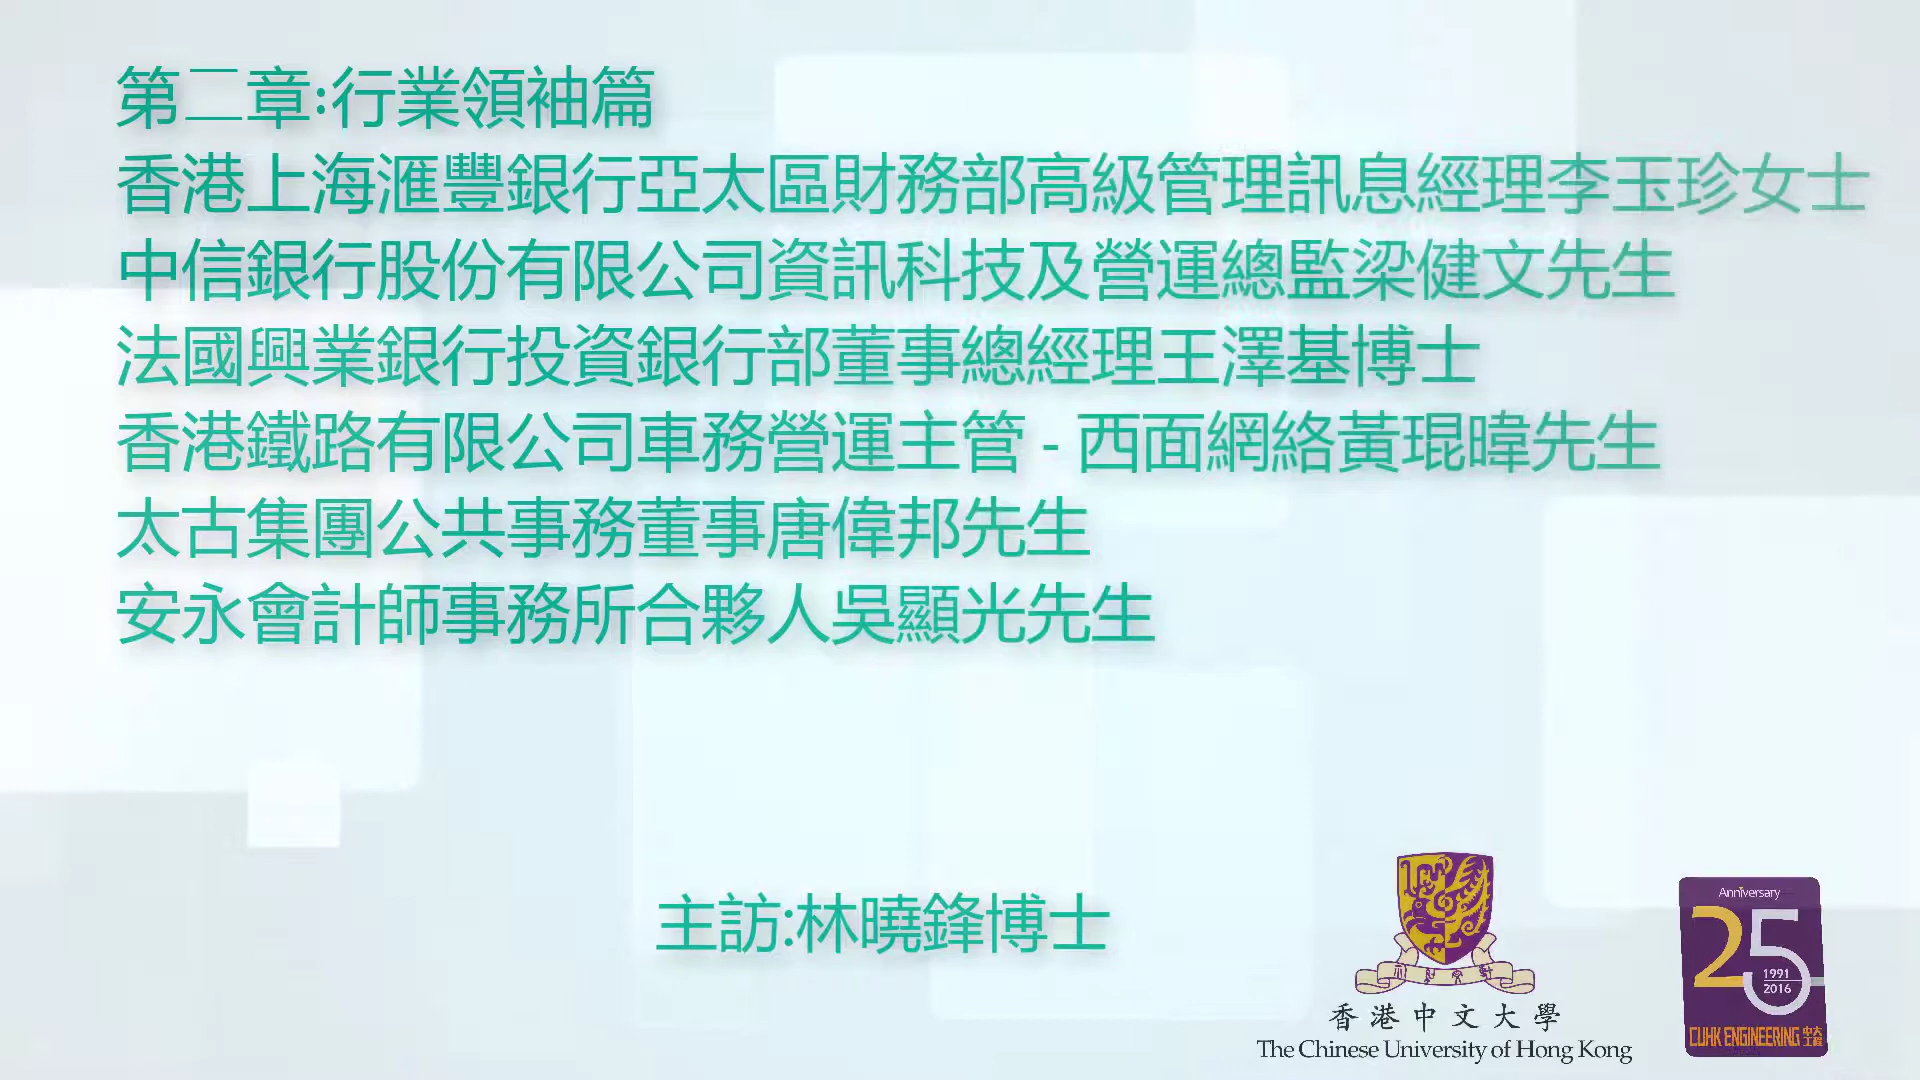 第二章:行業領袖篇
香港上海滙豐銀行亞太區財務部高級管理訊息經理李玉珍女士
中信銀行股份有限公司資訊科技及營運總監梁健文先生
法國興業銀行投資銀行部董事總經理王澤基博士
香港鐵路有限公司車務營運主管 - 西面網絡黃琨暐先生
太古集團公共事務董事唐偉邦先生
安永會計師事務所合夥人吳顯光先生
主訪:林曉鋒博士
香港中文大學
The Chinese University of Hong Kong
Anniversary
25
1991
2016
CUHK ENGINEERING 中大工程